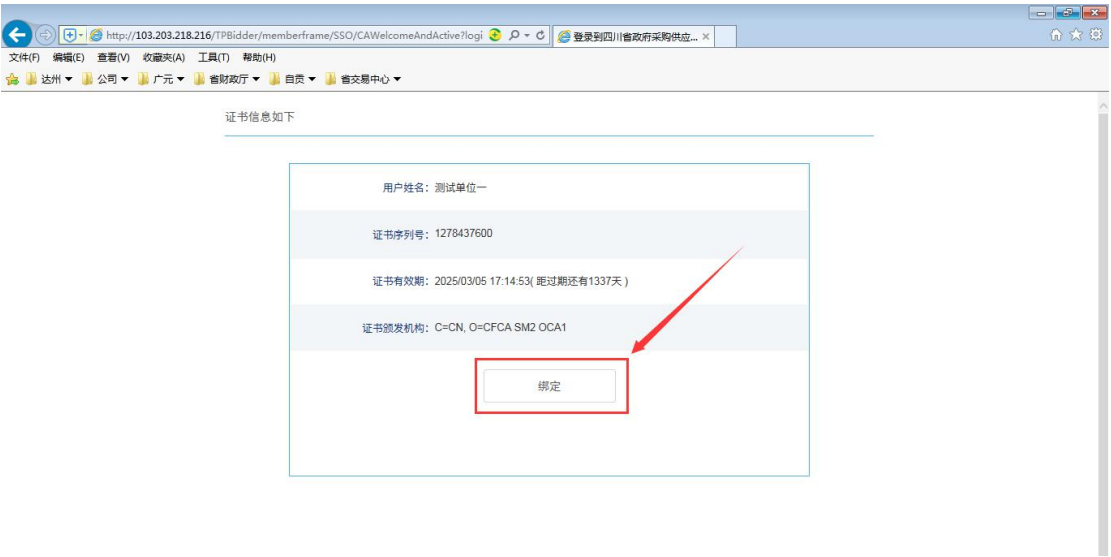 http://103.203.218.216/TPBidder/memberframe/SSO/CAWelcomeAndActive?logi
登录到四川省政府采购供应... ×
文件(F) 编辑(E) 查看(V) 收藏夹(A) 工具(T) 帮助(H)
达州 公司 广元 省财政厅 自贡 省交易中心
证书信息如下
用户姓名: 测试单位一
证书序列号: 1278437600
证书有效期: 2025/03/05 17:14:53( 距过期还有1337天 )
证书颁发机构: C=CN, O=CFCA SM2 OCA1
绑定